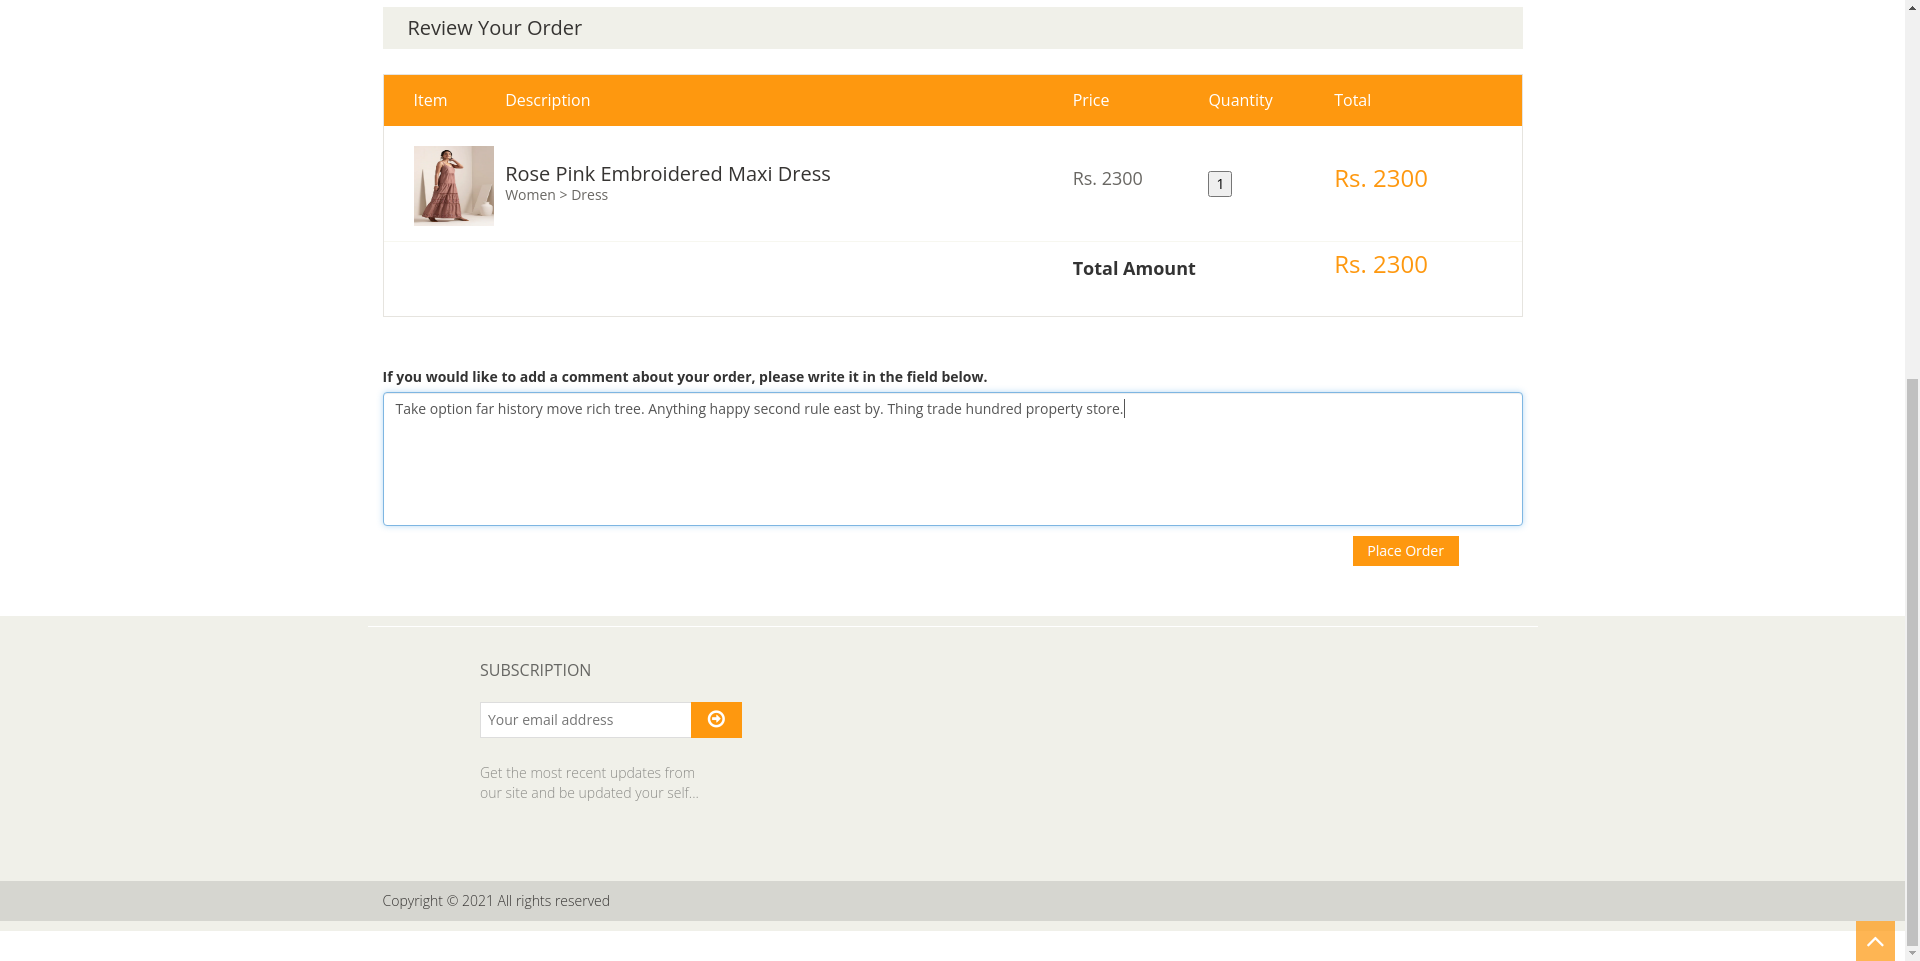 Review Your Order
Item Description Price Quantity Total
Rose Pink Embroidered Maxi Dress
Women > Dress
Rs. 2300
1
Rs. 2300
Total Amount
Rs. 2300
If you would like to add a comment about your order, please write it in the field below.
Take option far history move rich tree. Anything happy second rule east by. Thing trade hundred property store.
Place Order
SUBSCRIPTION
Your email address
Get the most recent updates from
our site and be updated your self...
Copyright © 2021 All rights reserved